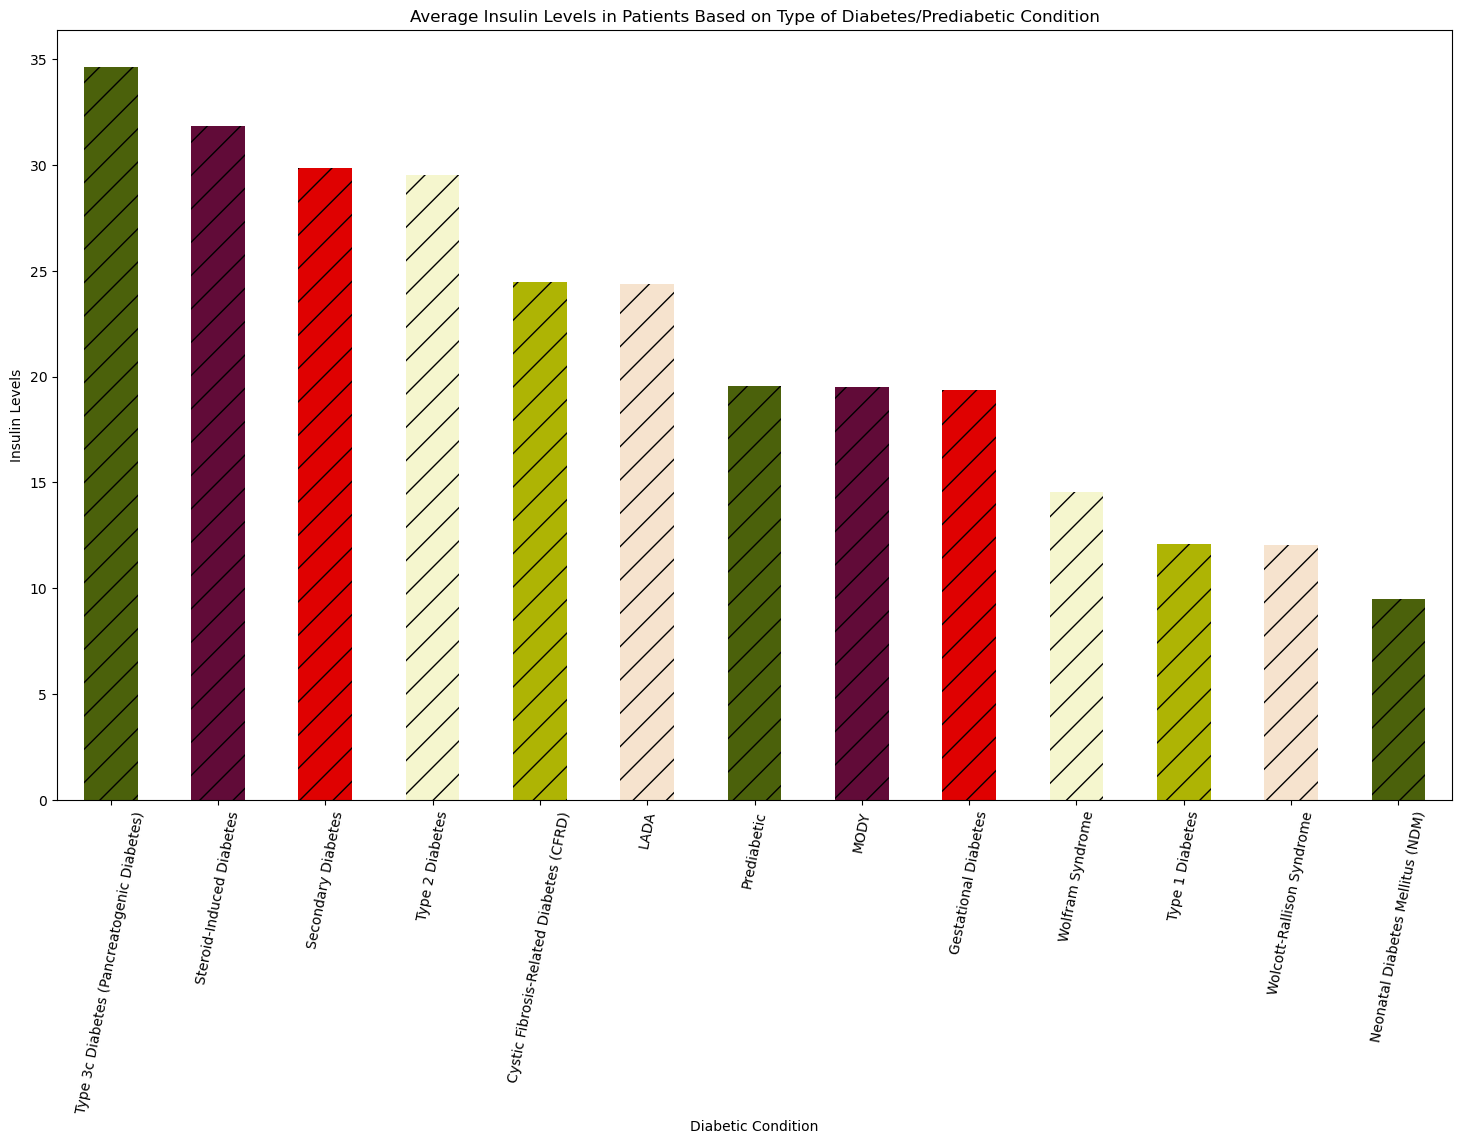 Average Insulin Levels in Patients Based on Type of Diabetes/Prediabetic Condition
Insulin Levels
35
30
25
20
15
10
5
0
Type 3c Diabetes (Pancreatogenic Diabetes)
Steroid-Induced Diabetes
Secondary Diabetes
Type 2 Diabetes
Cystic Fibrosis-Related Diabetes (CFRD)
LADA
Prediabetic
MODY
Gestational Diabetes
Wolfram Syndrome
Type 1 Diabetes
Wolcott-Rallison Syndrome
Neonatal Diabetes Mellitus (NDM)
Diabetic Condition